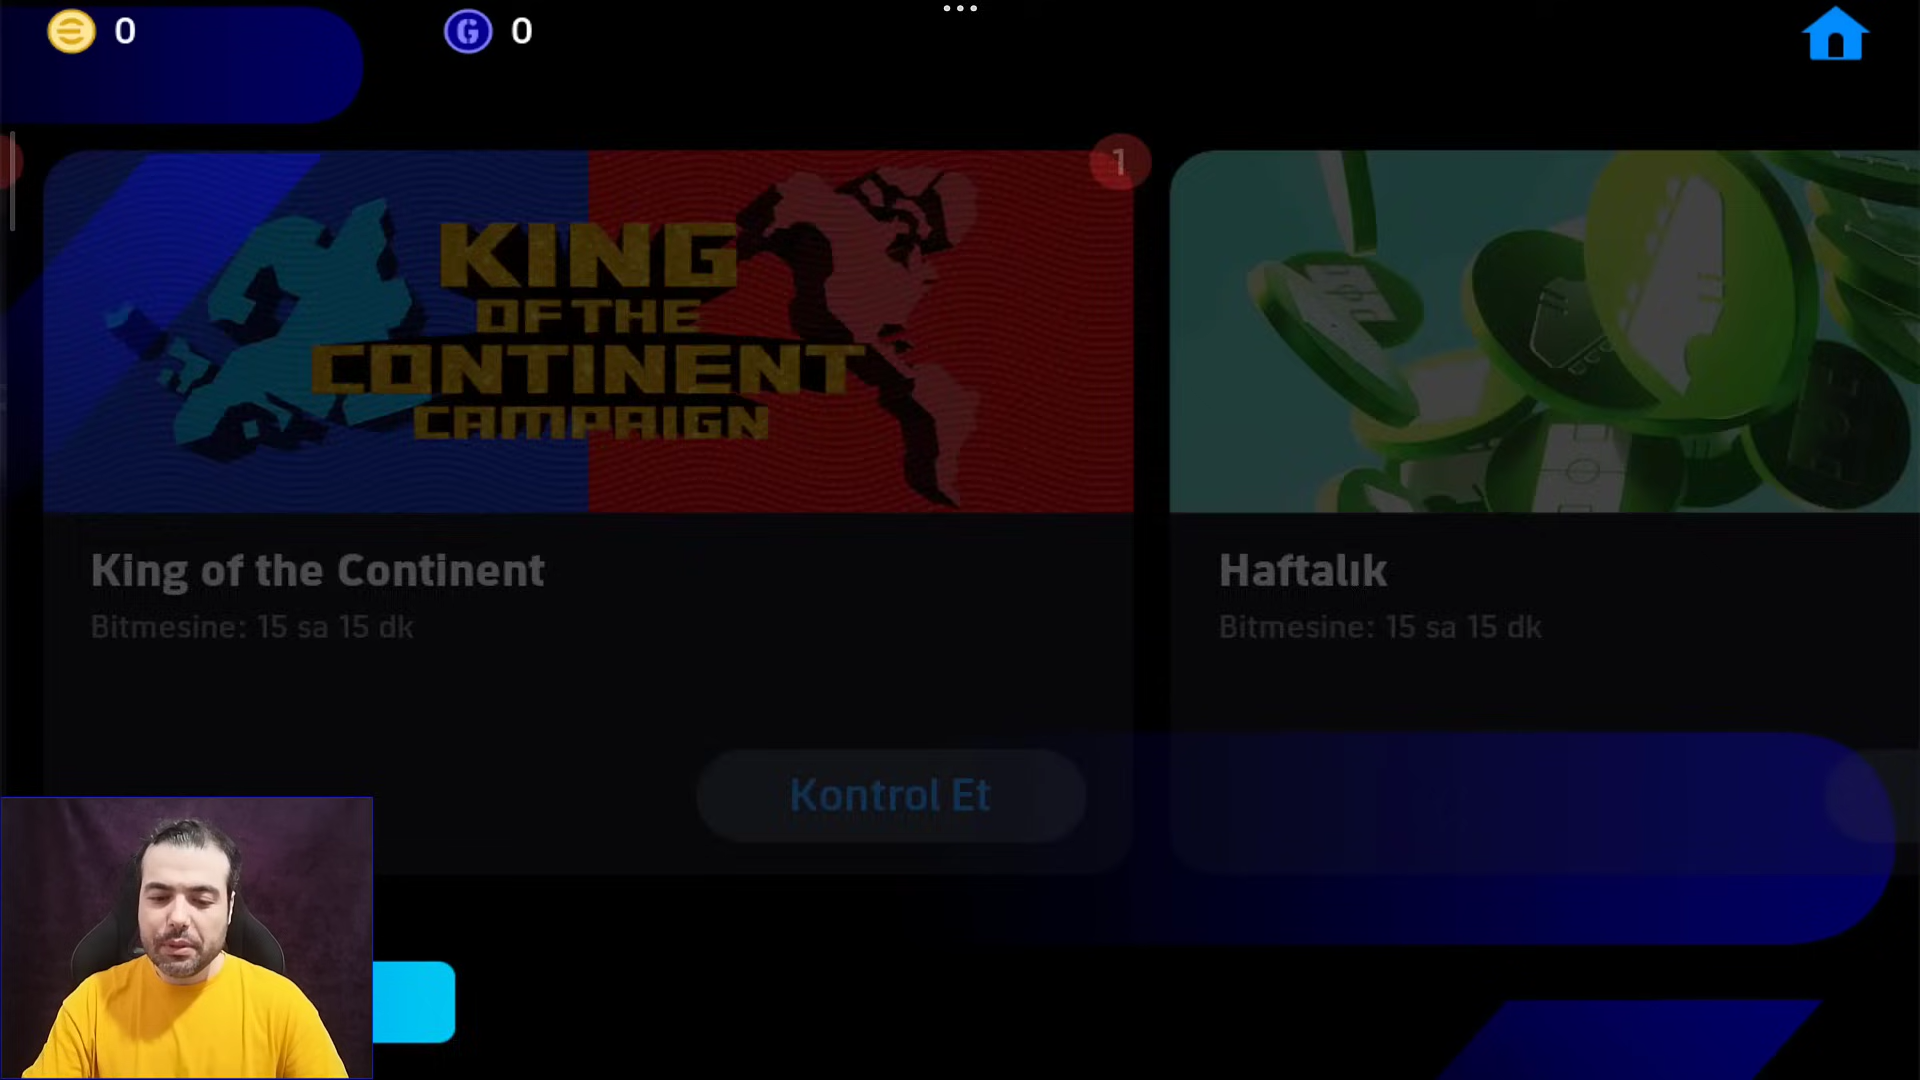 0
G 0
1
KING
OF THE
CONTINENT
CAMPAIGN
King of the Continent
Bitmesine: 15 sa 15 dk
Kontrol Et
Haftalık
Bitmesine: 15 sa 15 dk